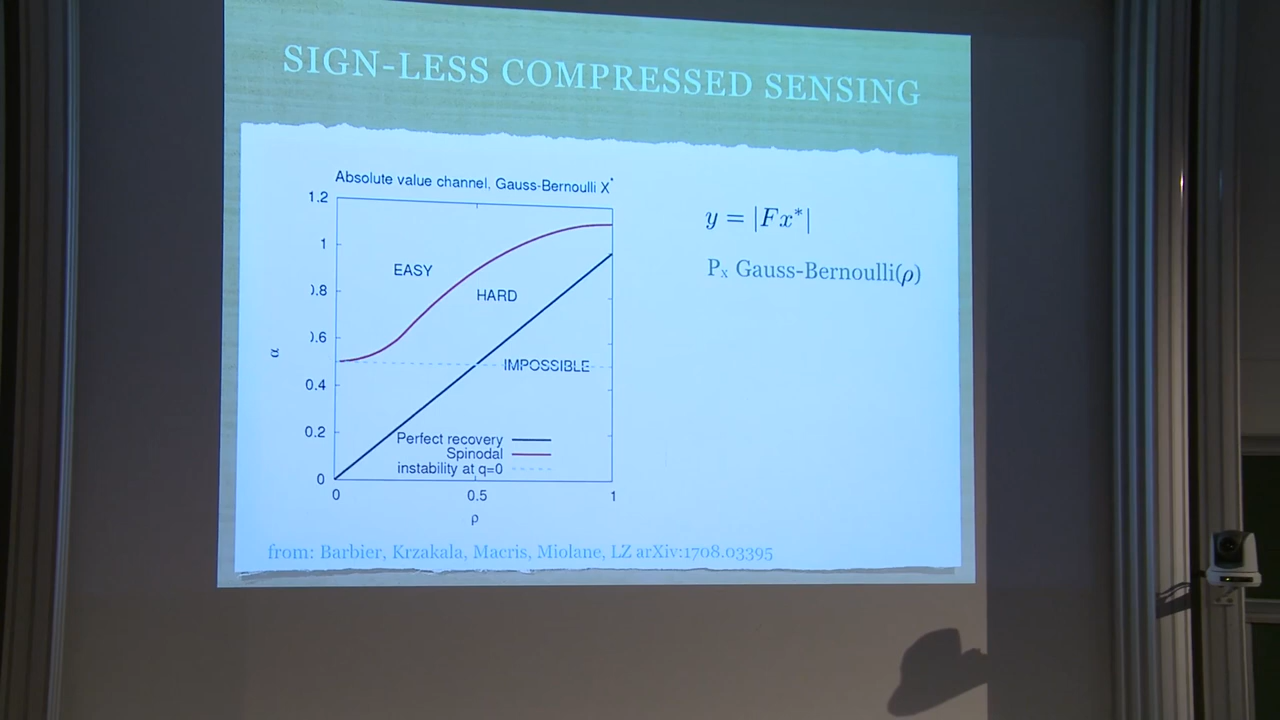 SIGN-LESS COMPRESSED SENSING
Absolute value channel, Gauss-Bernoulli X*
1.2
1
).8
).6
0.4
0.2
0
α
EASY
HARD
IMPOSSIBLE
Perfect recovery
Spinodal
instability at q=0
0
0.5
1
ρ
y = |Fx*|
Px Gauss-Bernoulli(ρ)
from: Barbier, Krzakala, Macris, Miolane, LZ arXiv:1708.03395